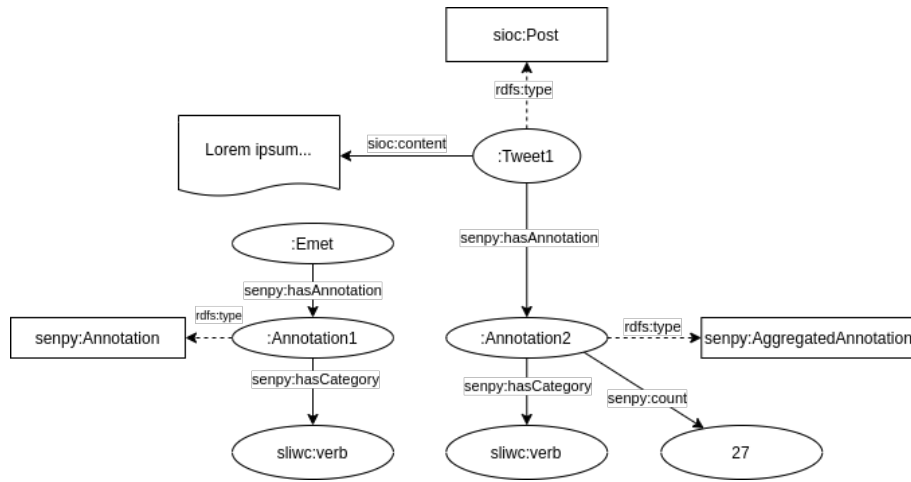 sioc:Post
rdfs:type
Lorem ipsum...
sioc:content
:Tweet1
senpy:hasAnnotation
:Emet
senpy:hasAnnotation
senpy:Annotation
rdfs:type
:Annotation1
:Annotation2
rdfs:type
senpy:AggregatedAnnotation
senpy:hasCategory
senpy:hasCategory
senpy:count
sliwc:verb
sliwc:verb
27